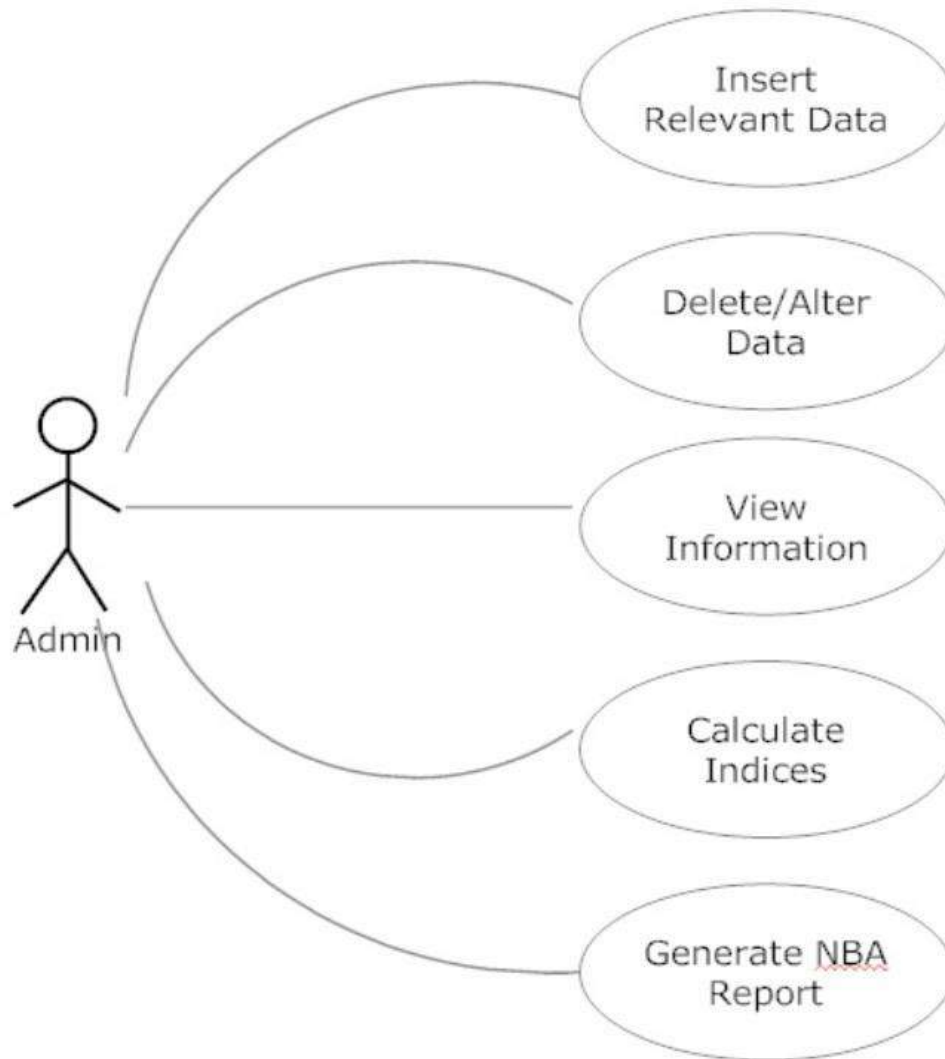 Insert
Relevant Data
Delete/Alter
Data
View
Information
Admin
Calculate
Indices
Generate NBA
Report